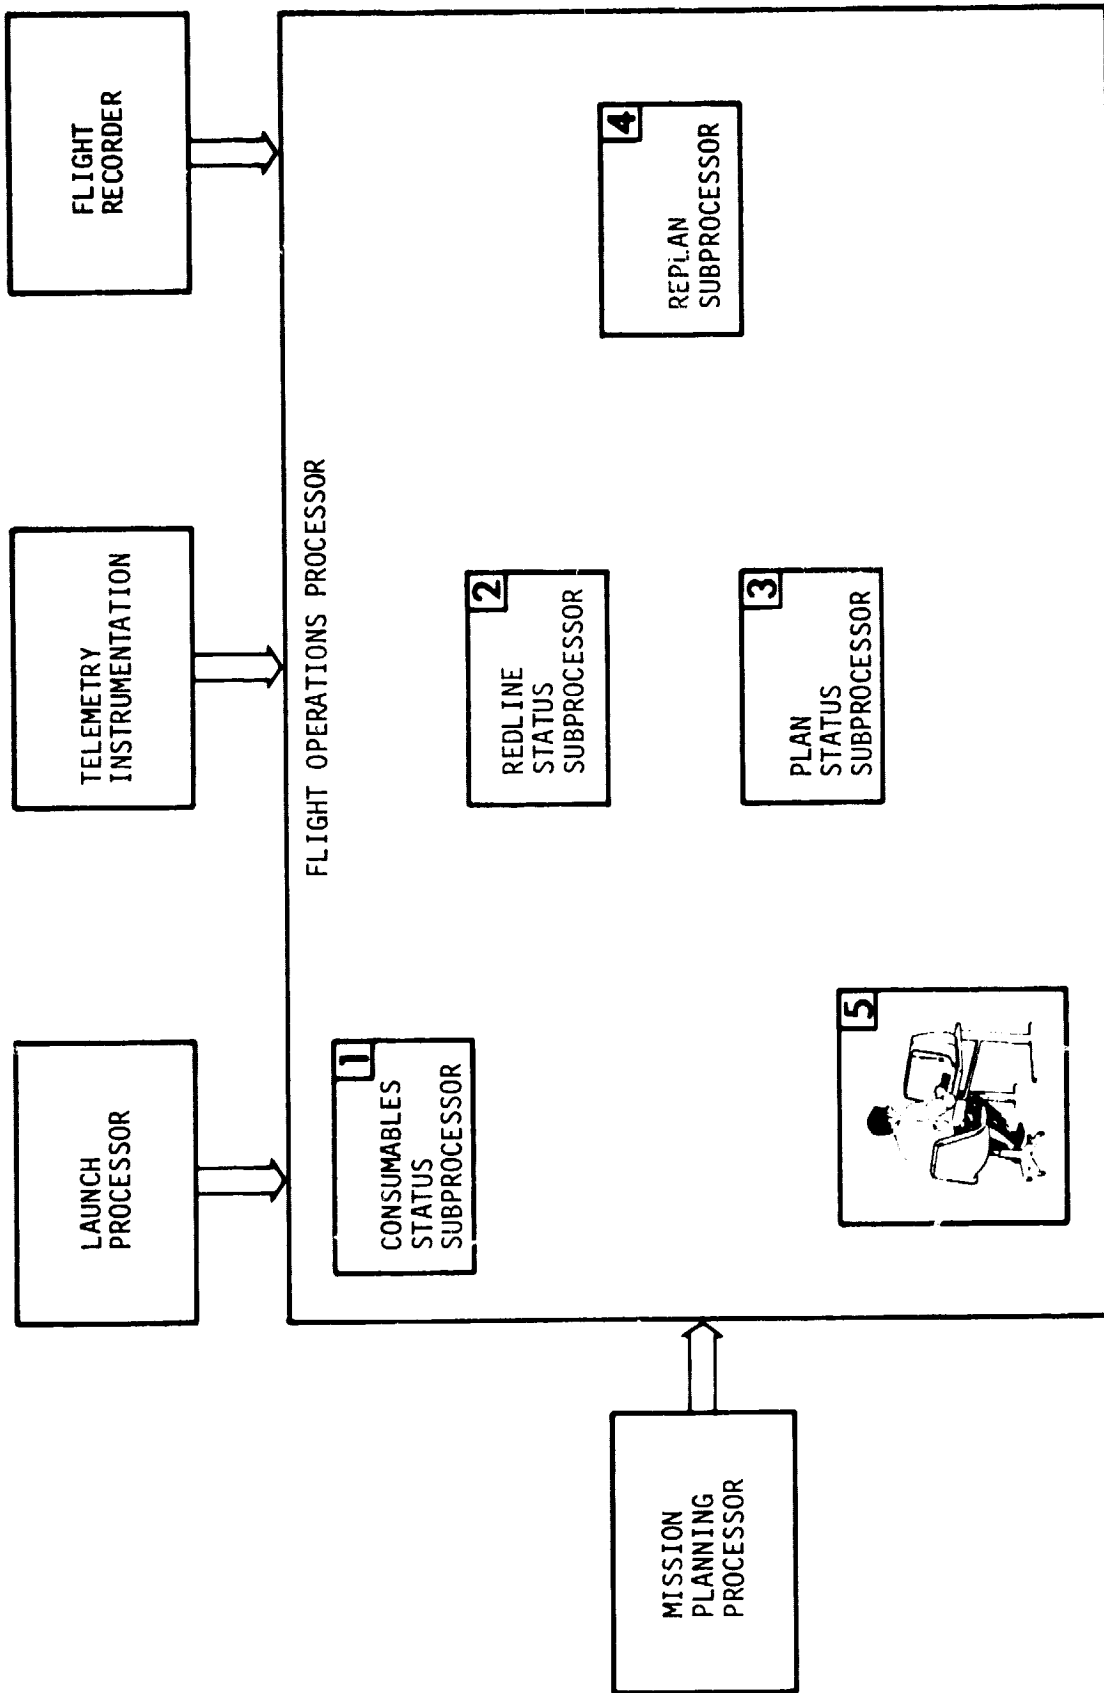 LAUNCH
PROCESSOR
TELEMETRY
INSTRUMENTATION
FLIGHT
RECORDER
FLIGHT OPERATIONS PROCESSOR
1
CONSUMABLES
STATUS
SUBPROCESSOR
2
REDLINE
STATUS
SUBPROCESSOR
4
REPLAN
SUBPROCESSOR
3
PLAN
STATUS
SUBPROCESSOR
5
MISSION
PLANNING
PROCESSOR